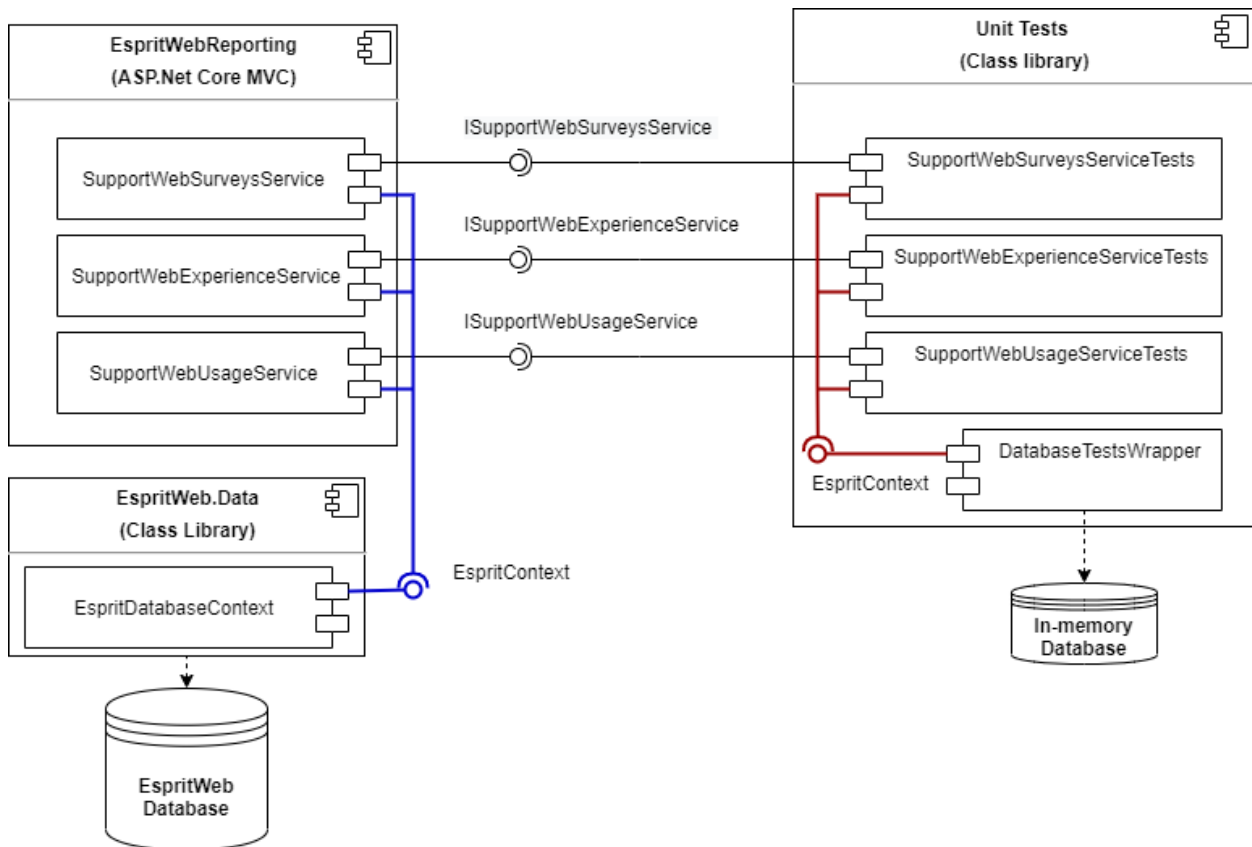 EspritWebReporting
(ASP.Net Core MVC)
SupportWebSurveysService
SupportWebExperienceService
SupportWebUsageService
ISupportWebSurveysService
ISupportWebExperienceService
ISupportWebUsageService
Unit Tests
(Class library)
SupportWebSurveysServiceTests
SupportWebExperienceServiceTests
SupportWebUsageServiceTests
DatabaseTestsWrapper
EspritContext
In-memory
Database
EspritWeb.Data
(Class Library)
EspritDatabaseContext
EspritContext
EspritWeb
Database